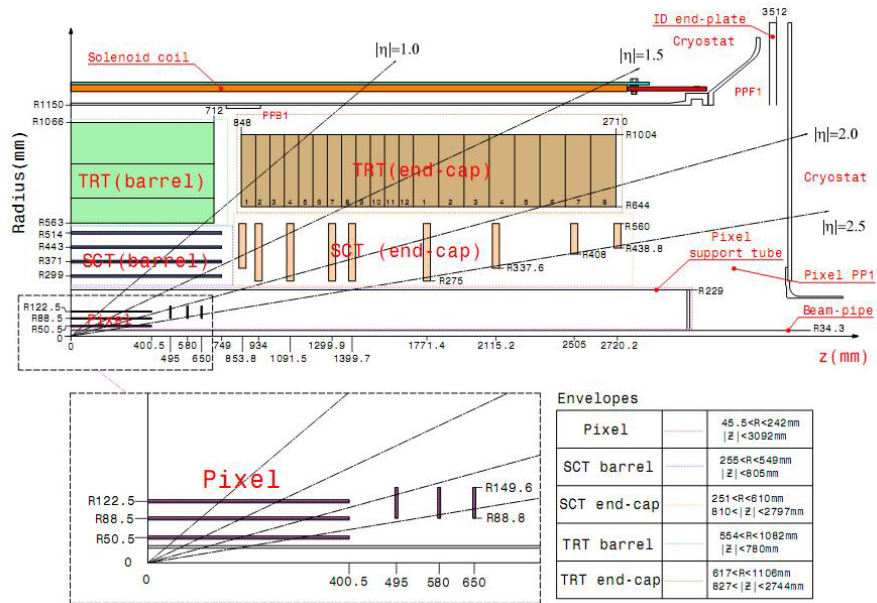 3512
ID end-plate
Cryostat
|η|=1.0
|η|=1.5
Solenoid coil
PPF1
R1150
712
PPB1
848
2710
R1066
R1004
|η|=2.0
Radius(mm)
TRT(barrel)
TRT(end-cap)
1 2 3 4 5 6 7 8 9 10 11 12 1 2 3 4 5 6 7 8
Cryostat
R644
R563
R560
|η|=2.5
R514
R443
R438.8
R408
SCT(barrel)
SCT (end-cap)
Pixel
support tube
R371
R337.6
R299
R275
Pixel PP1
R229
R122.5
Pixel
Beam-pipe
R88.5
R50.5
R34.3
0
0
400.5 580 749 934 1299.9 1771.4 2115.2 2505 2720.2
495 650 853.8 1091.5 1399.7
z(mm)
Pixel
R149.6
R122.5
R88.5
R88.8
R50.5
0
0
400.5 495 580 650
Envelopes
Pixel
45.5<R<242mm
|Z|<3092mm
SCT barrel
255<R<549mm
|Z|<805mm
SCT end-cap
251<R<610mm
810<|Z|<2797mm
TRT barrel
554<R<1082mm
|Z|<780mm
TRT end-cap
617<R<1106mm
827<|Z|<2744mm